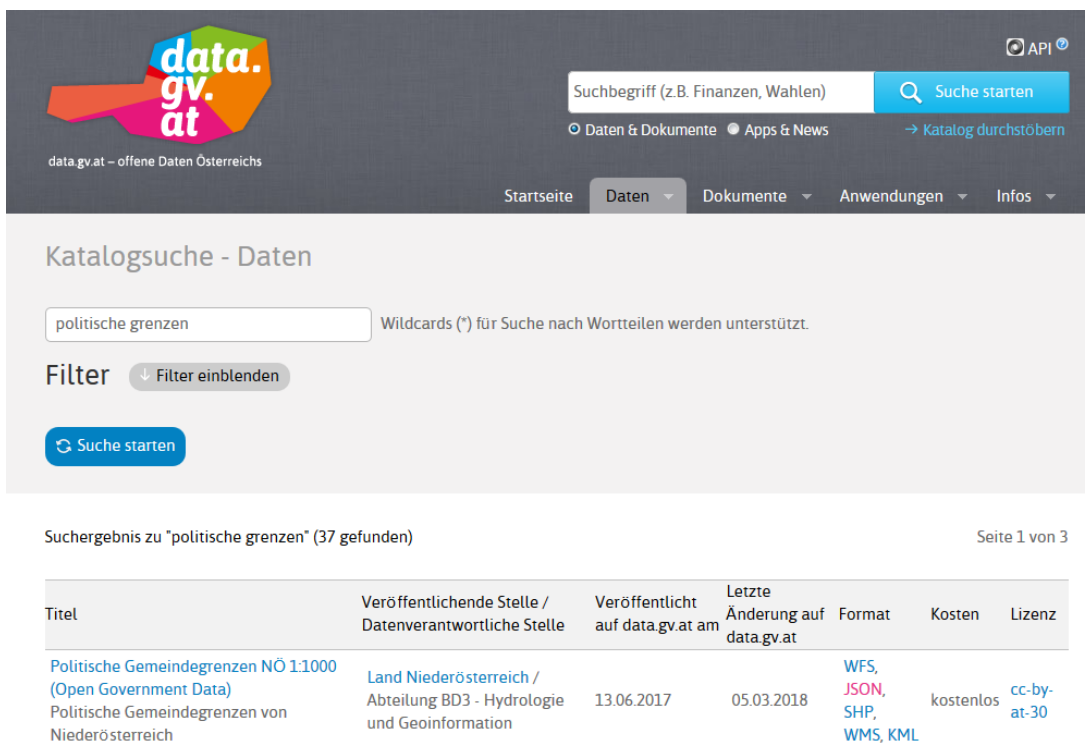 data.
gv.
at
data.gv.at – offene Daten Österreichs
API ?
Suchbegriff (z.B. Finanzen, Wahlen)
Suche starten
Daten & Dokumente Apps & News
→ Katalog durchstöbern
Startseite Daten Dokumente Anwendungen Infos
Katalogsuche - Daten
politische grenzen
Wildcards (*) für Suche nach Wortteilen werden unterstützt.
Filter ↓ Filter einblenden
Suche starten
Suchergebnis zu "politische grenzen" (37 gefunden)
Seite 1 von 3
Titel
Veröffentlichende Stelle /
Datenverantwortliche Stelle
Veröffentlicht
auf data.gv.at am
Letzte
Änderung auf
data.gv.at
Format
Kosten
Lizenz
Politische Gemeindegrenzen NÖ 1:1000
(Open Government Data)
Politische Gemeindegrenzen von
Niederösterreich
Land Niederösterreich /
Abteilung BD3 - Hydrologie
und Geoinformation
13.06.2017
05.03.2018
WFS,
JSON,
SHP,
WMS, KML
kostenlos
cc-by-
at-30